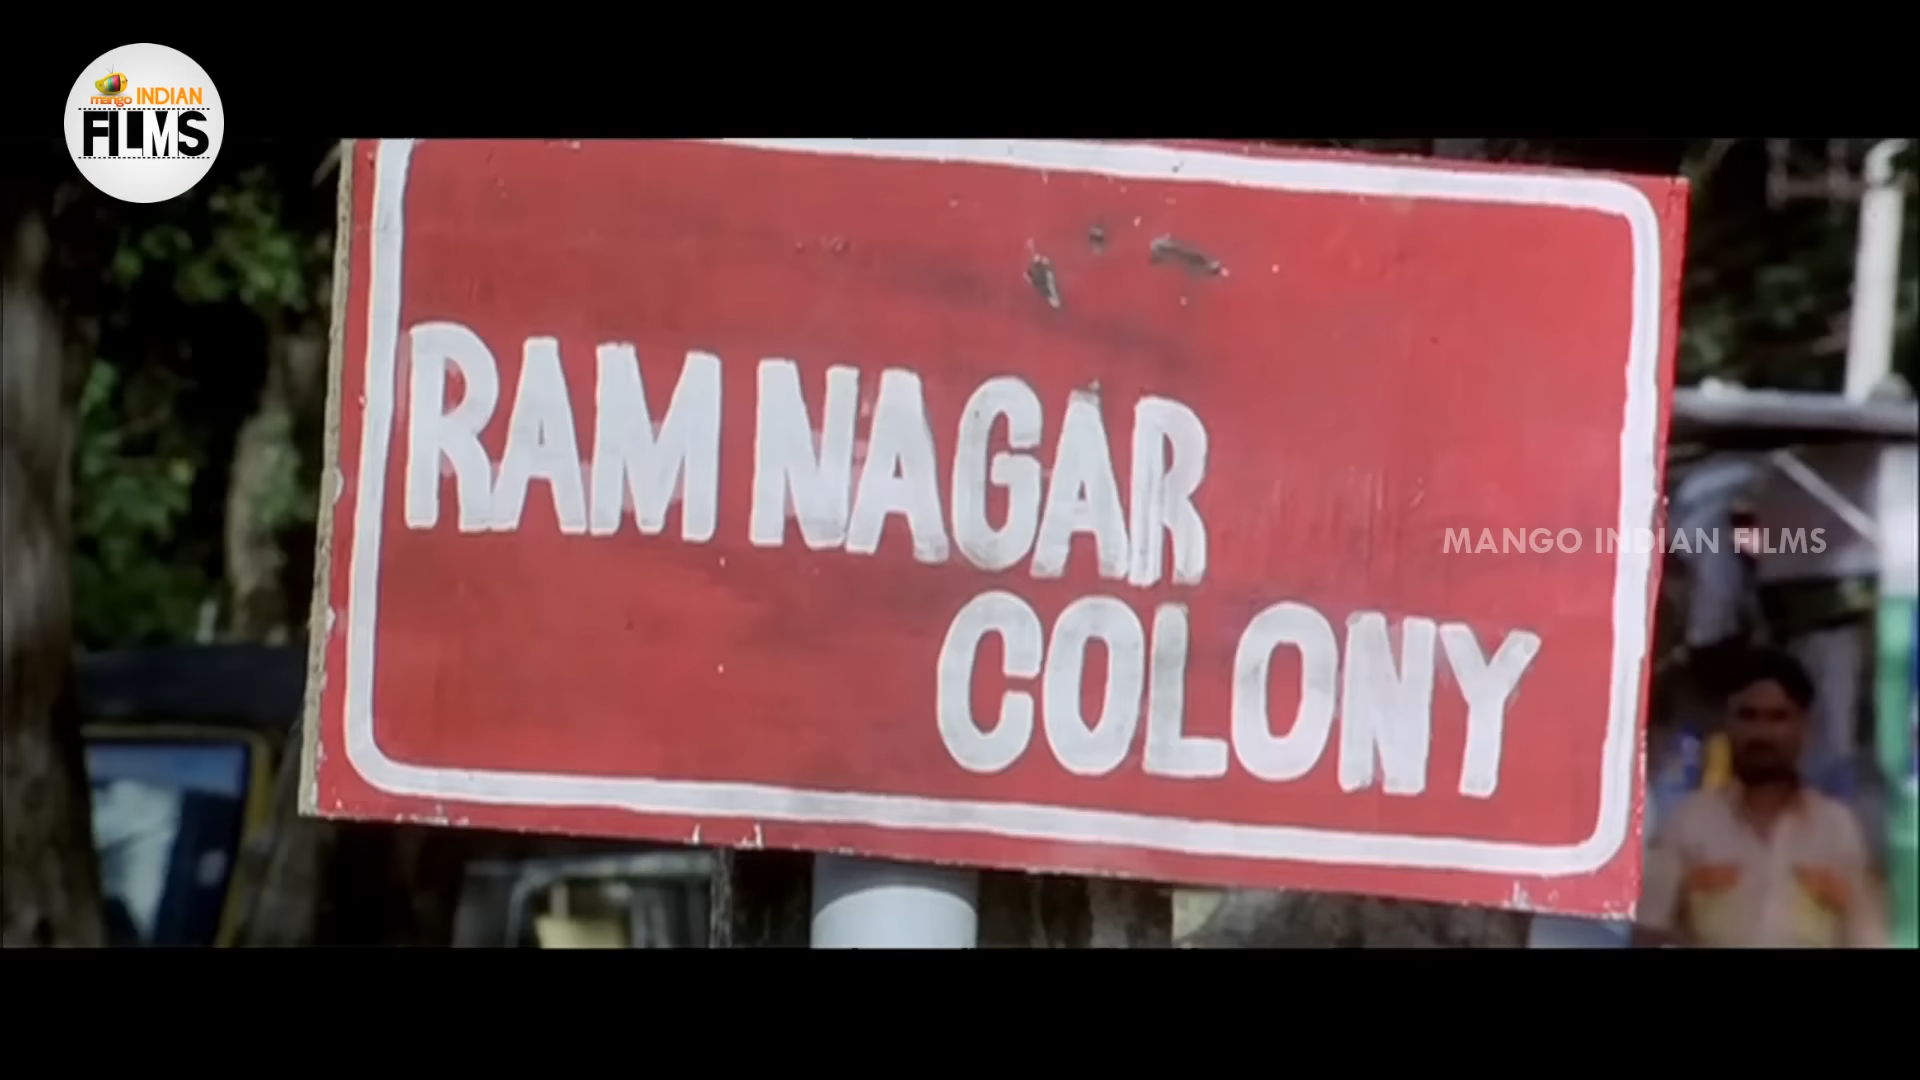 mango INDIAN
FILMS
RAM NAGAR
COLONY
MANGO INDIAN FILMS